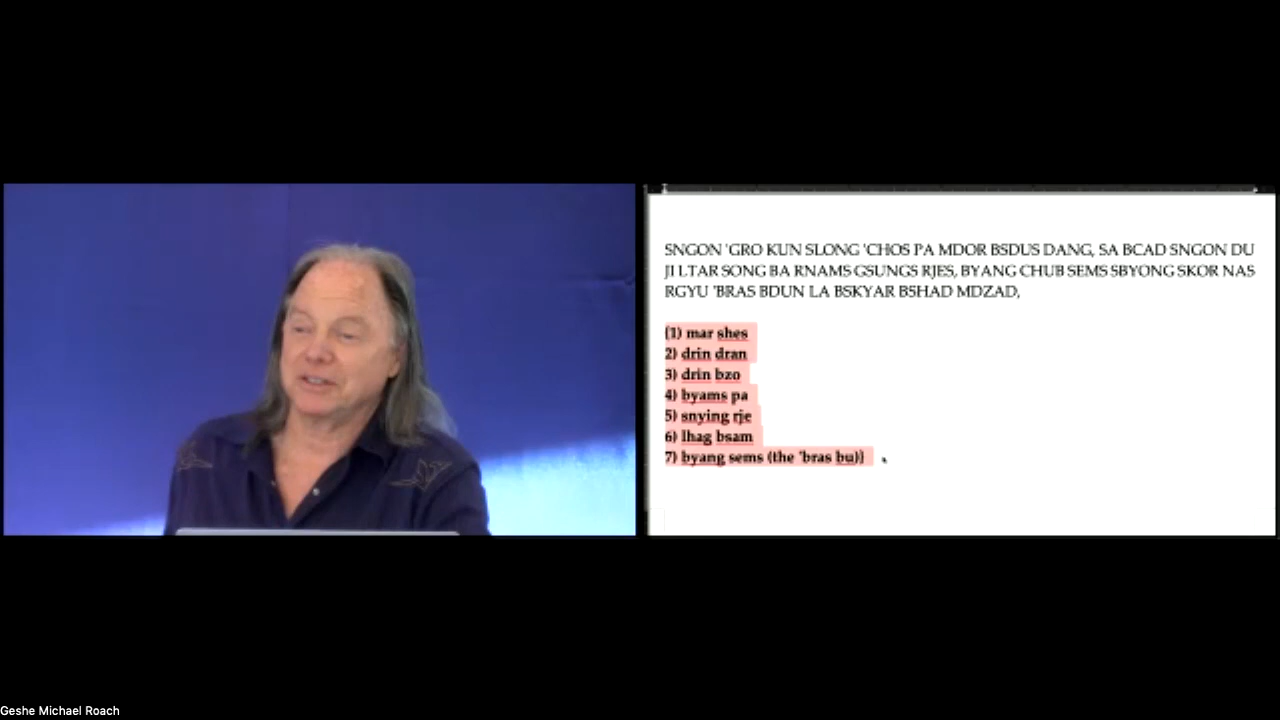 SNGON 'GRO KUN SLONG 'CHOS PA MDOR BSDUS DANG, SA BCAD SNGON DU
JI LTAR SONG BA RNAMS GSUNGS RJES, BYANG CHUB SEMS SBYONG SKOR NAS
RGYU 'BRAS BDUN LA BSKYAR BSHAD MDZAD,
(1) mar shes
2) drin dran
3) drin bzo
4) byams pa
5) snying rje
6) lhag bsam
7) byang sems (the 'bras bu))
Geshe Michael Roach